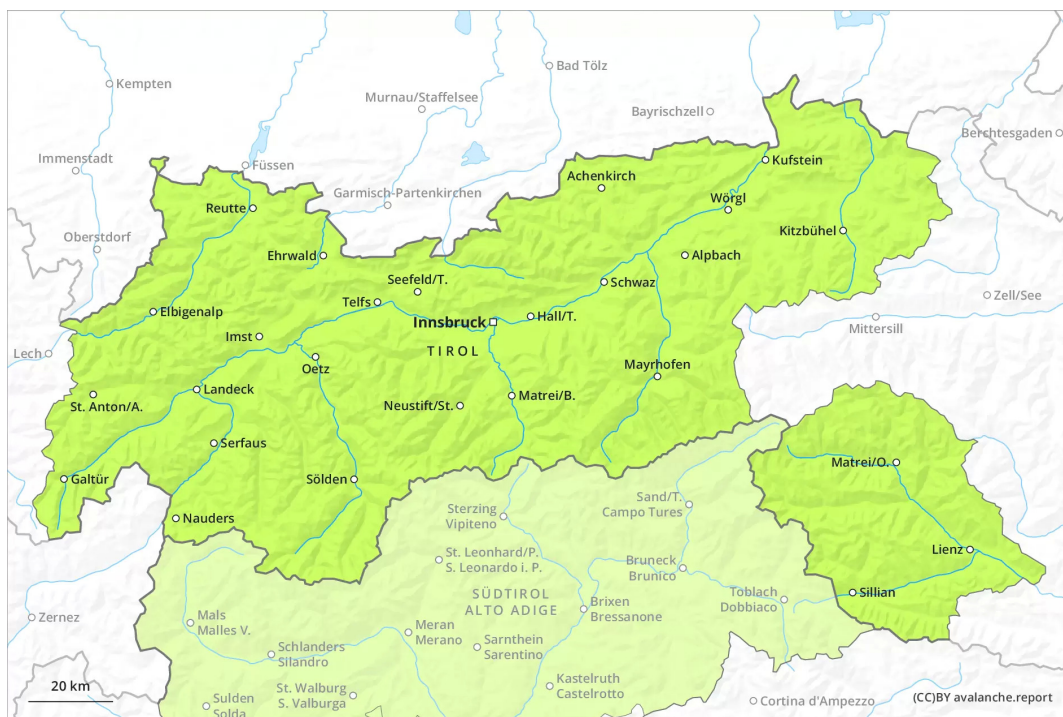 Kempten
Bad Tölz
Murnau/Staffelsee
Bayrischzell
Berchtesgaden
Immenstadt
Füssen
Kufstein
Achenkirch
Garmisch-Partenkirchen
Reutte
Wörgl
Oberstdorf
Kitzbühel
Ehrwald
Alpbach
Seefeld/T.
Schwaz
Zell/See
Telfs
Elbigenalp
Innsbruck
Hall/T.
Mittersill
Imst
TIROL
Lech
Oetz
Mayrhofen
Landeck
St. Anton/A.
Neustift/St.
Matrei/B.
Serfaus
Matrei/O.
Galtür
Sölden
Sand/T.
Campo Tures
Sterzing
Vipiteno
Nauders
Lienz
St. Leonhard/P.
S. Leonardo i. P.
Bruneck
Brunico
SÜDTIROL
ALTO ADIGE
Toblach
Dobbiaco
Sillian
Brixen
Bressanone
Zernez
Mals
Malles V.
Meran
Merano
Sarnthein
Sarentino
Schlanders
Silandro
Kastelruth
Castelrotto
20 km
St. Walburg
S. Valburga
Sulden
Solda
Cortina d'Ampezzo
(CC)BY avalanche.report